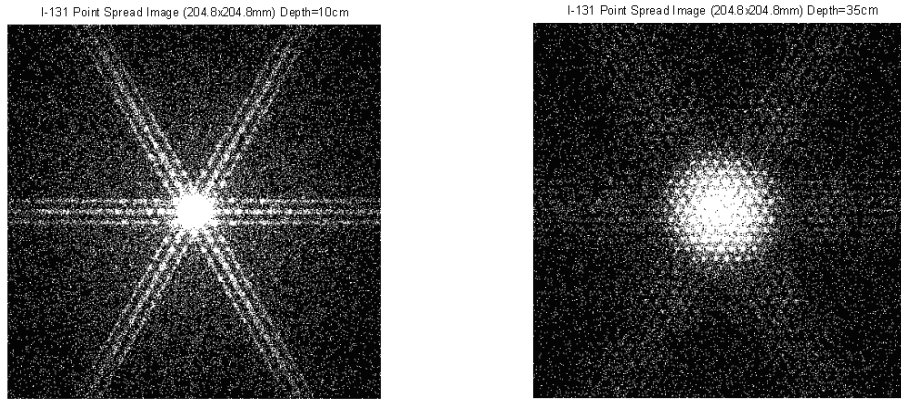 I-131 Point Spread Image (204.8x204.8mm) Depth=10cm
I-131 Point Spread Image (204.8x204.8mm) Depth=35cm